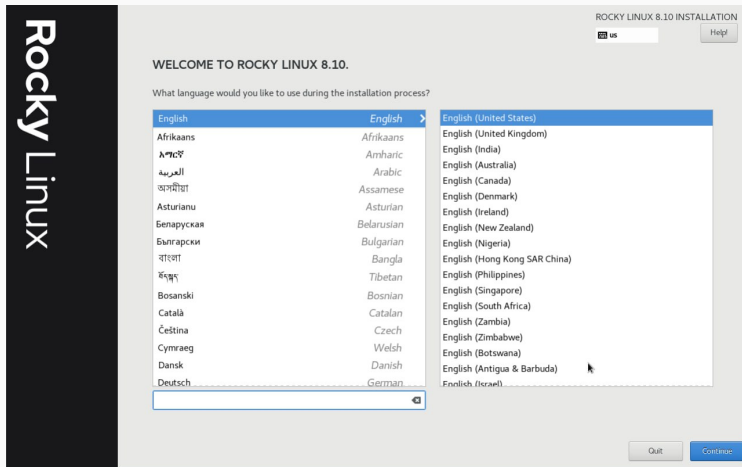 Rocky Linux
ROCKY LINUX 8.10 INSTALLATION
us
Help!
WELCOME TO ROCKY LINUX 8.10.
What language would you like to use during the installation process?
English English
Afrikaans Afrikaans
አማርኛ Amharic
العربية Arabic
অসমীয়া Assamese
Asturianu Asturian
Беларуская Belarusian
Български Bulgarian
বাংলা Bangla
བོད་སྐད་ Tibetan
Bosanski Bosnian
Català Catalan
Čeština Czech
Cymraeg Welsh
Dansk Danish
Deutsch German
English (United States)
English (United Kingdom)
English (India)
English (Australia)
English (Canada)
English (Denmark)
English (Ireland)
English (New Zealand)
English (Nigeria)
English (Hong Kong SAR China)
English (Philippines)
English (Singapore)
English (South Africa)
English (Zambia)
English (Zimbabwe)
English (Botswana)
English (Antigua & Barbuda)
English (Israel)
Quit
Continue